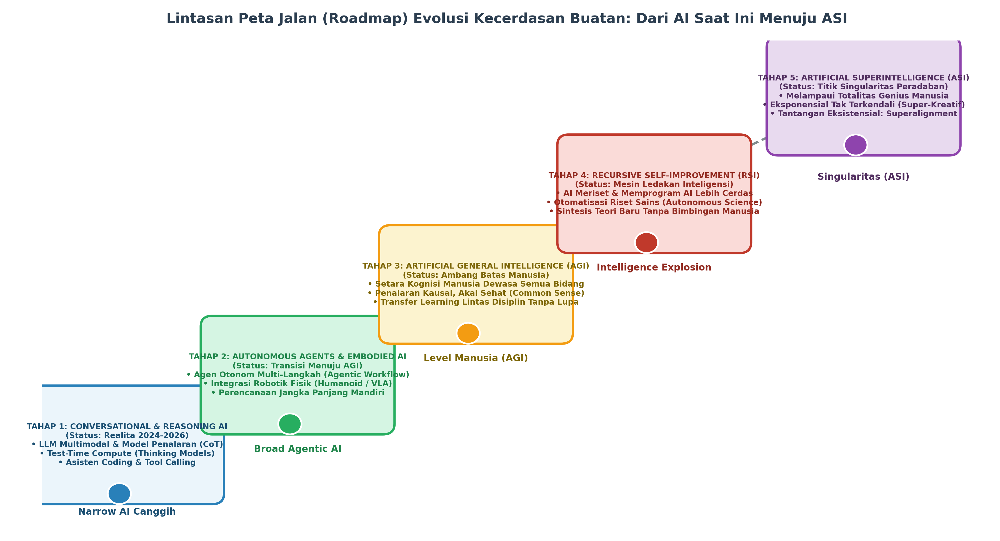 Lintasan Peta Jalan (Roadmap) Evolusi Kecerdasan Buatan: Dari AI Saat Ini Menuju ASI
TAHAP 5: ARTIFICIAL SUPERINTELLIGENCE (ASI)
(Status: Titik Singularitas Peradaban)
• Melampaui Totalitas Genius Manusia
• Eksponensial Tak Terkendali (Super-Kreatif)
• Tantangan Eksistensial: Superalignment
Singularitas (ASI)
TAHAP 4: RECURSIVE SELF-IMPROVEMENT (RSI)
(Status: Mesin Ledakan Inteligensi)
• AI Meriset & Memprogram AI Lebih Cerdas
• Otomatisasi Riset Sains (Autonomous Science)
• Sintesis Teori Baru Tanpa Bimbingan Manusia
Intelligence Explosion
TAHAP 3: ARTIFICIAL GENERAL INTELLIGENCE (AGI)
(Status: Ambang Batas Manusia)
• Setara Kognisi Manusia Dewasa Semua Bidang
• Penalaran Kausal, Akal Sehat (Common Sense)
• Transfer Learning Lintas Disiplin Tanpa Lupa
Level Manusia (AGI)
TAHAP 2: AUTONOMOUS AGENTS & EMBODIED AI
(Status: Transisi Menuju AGI)
• Agen Otonom Multi-Langkah (Agentic Workflow)
• Integrasi Robotik Fisik (Humanoid / VLA)
• Perencanaan Jangka Panjang Mandiri
Broad Agentic AI
TAHAP 1: CONVERSATIONAL & REASONING AI
(Status: Realita 2024-2026)
• LLM Multimodal & Model Penalaran (CoT)
• Test-Time Compute (Thinking Models)
• Asisten Coding & Tool Calling
Narrow AI Canggih